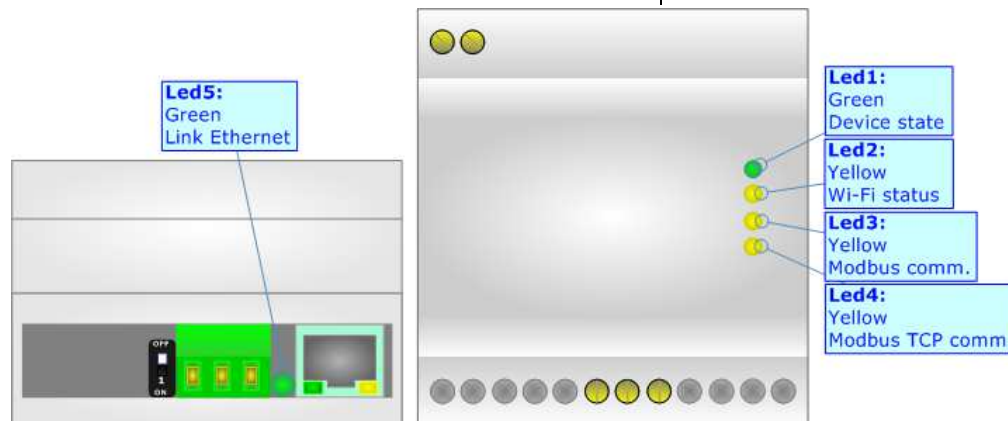 Led5:
Green
Link Ethernet
OFF
1
ON
Led1:
Green
Device state
Led2:
Yellow
Wi-Fi status
Led3:
Yellow
Modbus comm.
Led4:
Yellow
Modbus TCP comm